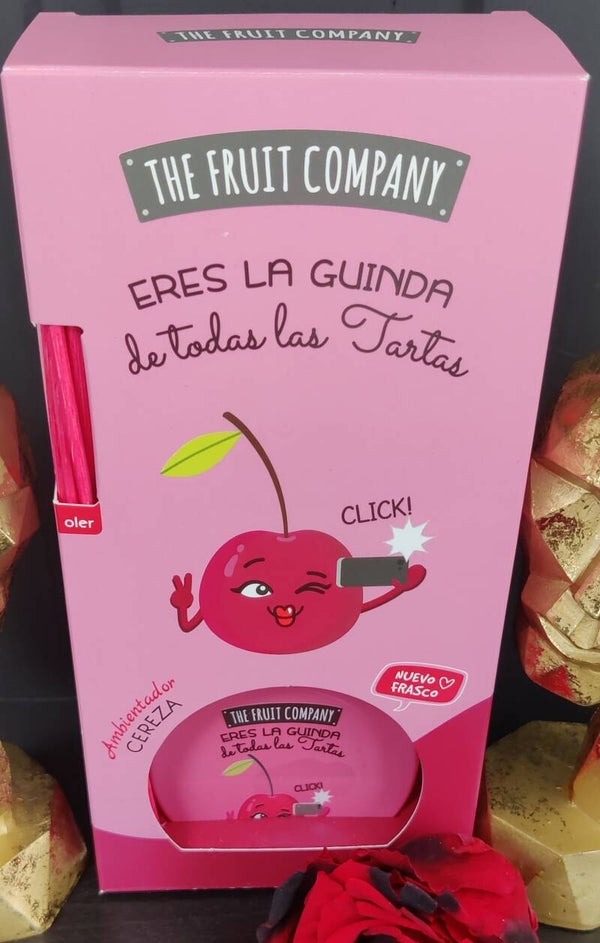 THE FRUIT COMPANY
THE FRUIT COMPANY
ERES LA GUINDA
de todas las Tartas
CLICK!
oler
NUEVO
FRASCO
Ambientador
CEREZA
THE FRUIT COMPANY
ERES LA GUINDA
de todas las Tartas
CLICK!